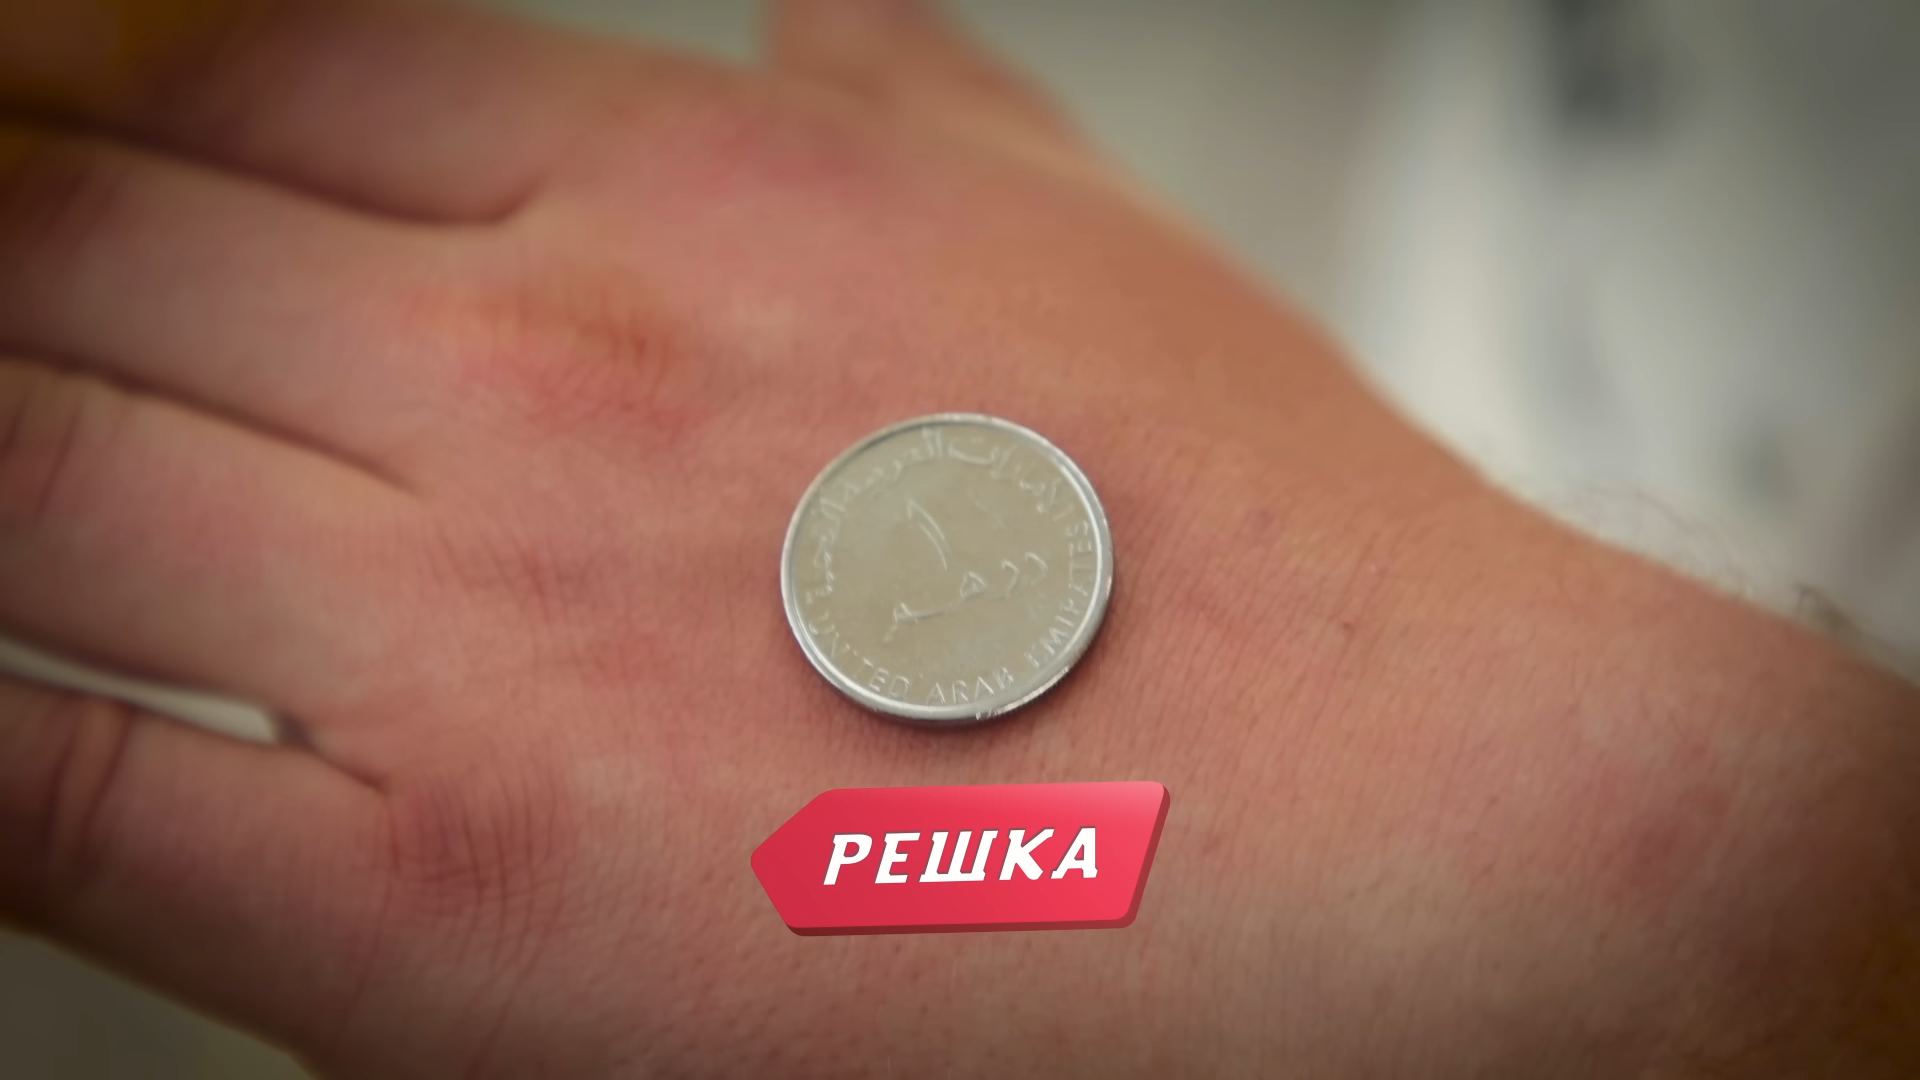 الإمارات العربية المتحدة
١
درهم
UNITED ARAB EMIRATES
РЕШКА